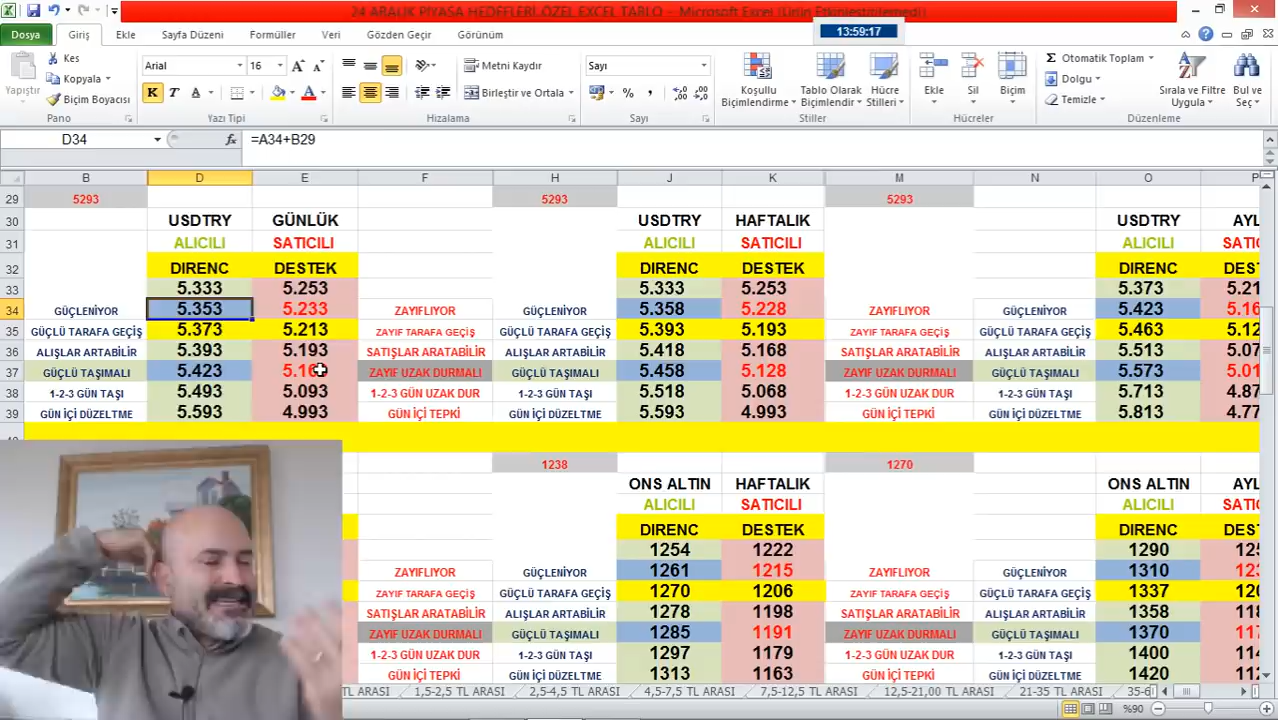 24 ARALIK PİYASA HEDEFLERİ ÖZEL EXCEL TABLO - Microsoft Excel (Ürün Etkinleştirilemedi)
13:59:17
Dosya Giriş Ekle Sayfa Düzeni Formüller Veri Gözden Geçir Görünüm
Yapıştır Kes Kopyala Biçim Boyacısı
Arial 16 Metni Kaydır Birleştir ve Ortala Sayı
K T A % Koşullu Biçimlendirme Tablo Olarak Biçimlendir Hücre Stilleri Ekle Sil Biçim
Otomatik Toplam Dolgu Temizle Sırala ve Filtre Uygula Bul ve Seç
Pano Yazı Tipi Hizalama Sayı Stiller Hücreler Düzenleme
D34 fx =A34+B29
B D E F H J K M N O P
29 5293 5293 5293
30 USDTRY GÜNLÜK USDTRY HAFTALIK USDTRY AYL
31 ALICILI SATICILI ALICILI SATICILI ALICILI SATIC
32 DIRENC DESTEK DIRENC DESTEK DIRENC DEST
33 5.333 5.253 5.333 5.253 5.373 5.21
34 GÜÇLENİYOR 5.353 5.233 ZAYIFLIYOR GÜÇLENİYOR 5.358 5.228 ZAYIFLIYOR GÜÇLENİYOR 5.423 5.16
35 GÜÇLÜ TARAFA GEÇİŞ 5.373 5.213 ZAYIF TARAFA GEÇİŞ GÜÇLÜ TARAFA GEÇİŞ 5.393 5.193 ZAYIF TARAFA GEÇİŞ GÜÇLÜ TARAFA GEÇİŞ 5.463 5.12
36 ALIŞLAR ARTABİLİR 5.393 5.193 SATIŞLAR ARATABİLİR ALIŞLAR ARTABİLİR 5.418 5.168 SATIŞLAR ARATABİLİR ALIŞLAR ARTABİLİR 5.513 5.07
37 GÜÇLÜ TAŞIMALI 5.423 ZAYIF UZAK DURMALI GÜÇLÜ TAŞIMALI 5.458 5.128 ZAYIF UZAK DURMALI GÜÇLÜ TAŞIMALI 5.573 5.01
38 1-2-3 GÜN TAŞI 5.493 5.093 1-2-3 GÜN UZAK DUR 1-2-3 GÜN TAŞI 5.518 5.068 1-2-3 GÜN UZAK DUR 1-2-3 GÜN TAŞI 5.713 4.87
39 GÜN İÇİ DÜZELTME 5.593 4.993 GÜN İÇİ TEPKİ GÜN İÇİ DÜZELTME 5.593 4.993 GÜN İÇİ TEPKİ GÜN İÇİ DÜZELTME 5.813 4.77
1238 1270
ONS ALTIN HAFTALIK ONS ALTIN AYL
ALICILI SATICILI ALICILI SATIC
DIRENC DESTEK DIRENC DEST
1254 1222 1290 125
ZAYIFLIYOR GÜÇLENİYOR 1261 1215 ZAYIFLIYOR GÜÇLENİYOR 1310 123
ZAYIF TARAFA GEÇİŞ GÜÇLÜ TARAFA GEÇİŞ 1270 1206 ZAYIF TARAFA GEÇİŞ GÜÇLÜ TARAFA GEÇİŞ 1337 120
SATIŞLAR ARATABİLİR ALIŞLAR ARTABİLİR 1278 1198 SATIŞLAR ARATABİLİR ALIŞLAR ARTABİLİR 1358 118
ZAYIF UZAK DURMALI GÜÇLÜ TAŞIMALI 1285 1191 ZAYIF UZAK DURMALI GÜÇLÜ TAŞIMALI 1370 117
1-2-3 GÜN UZAK DUR 1-2-3 GÜN TAŞI 1297 1179 1-2-3 GÜN UZAK DUR 1-2-3 GÜN TAŞI 1400 114
GÜN İÇİ TEPKİ GÜN İÇİ DÜZELTME 1313 1163 GÜN İÇİ TEPKİ GÜN İÇİ DÜZELTME 1420 112
TL ARASI 1,5-2,5 TL ARASI 2,5-4,5 TL ARASI 4,5-7,5 TL ARASI 7,5-12,5 TL ARASI 12,5-21,00 TL ARASI 21-35 TL ARASI 35-6
%90